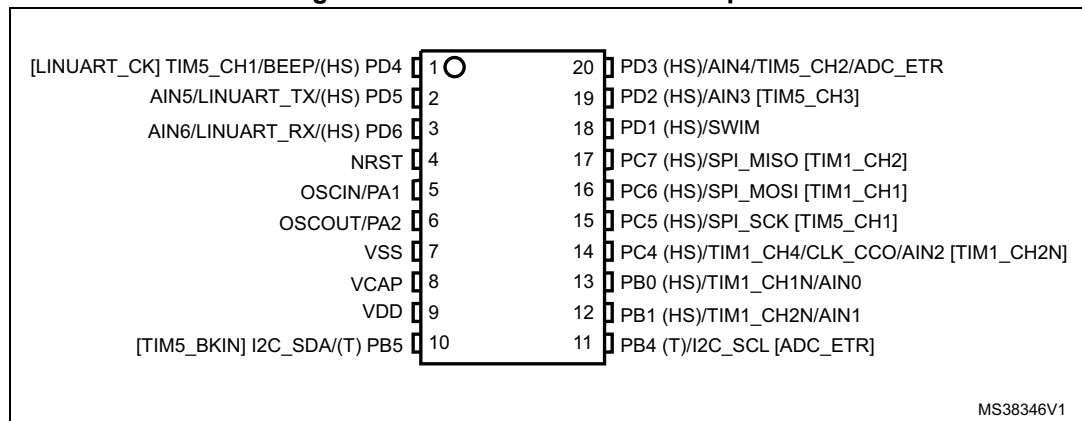 [LINUART_CK] TIM5_CH1/BEEP/(HS) PD4 1 20 PD3 (HS)/AIN4/TIM5_CH2/ADC_ETR
AIN5/LINUART_TX/(HS) PD5 2 19 PD2 (HS)/AIN3 [TIM5_CH3]
AIN6/LINUART_RX/(HS) PD6 3 18 PD1 (HS)/SWIM
NRST 4 17 PC7 (HS)/SPI_MISO [TIM1_CH2]
OSCIN/PA1 5 16 PC6 (HS)/SPI_MOSI [TIM1_CH1]
OSCOUT/PA2 6 15 PC5 (HS)/SPI_SCK [TIM5_CH1]
VSS 7 14 PC4 (HS)/TIM1_CH4/CLK_CCO/AIN2 [TIM1_CH2N]
VCAP 8 13 PB0 (HS)/TIM1_CH1N/AIN0
VDD 9 12 PB1 (HS)/TIM1_CH2N/AIN1
[TIM5_BKIN] I2C_SDA/(T) PB5 10 11 PB4 (T)/I2C_SCL [ADC_ETR]
MS38346V1